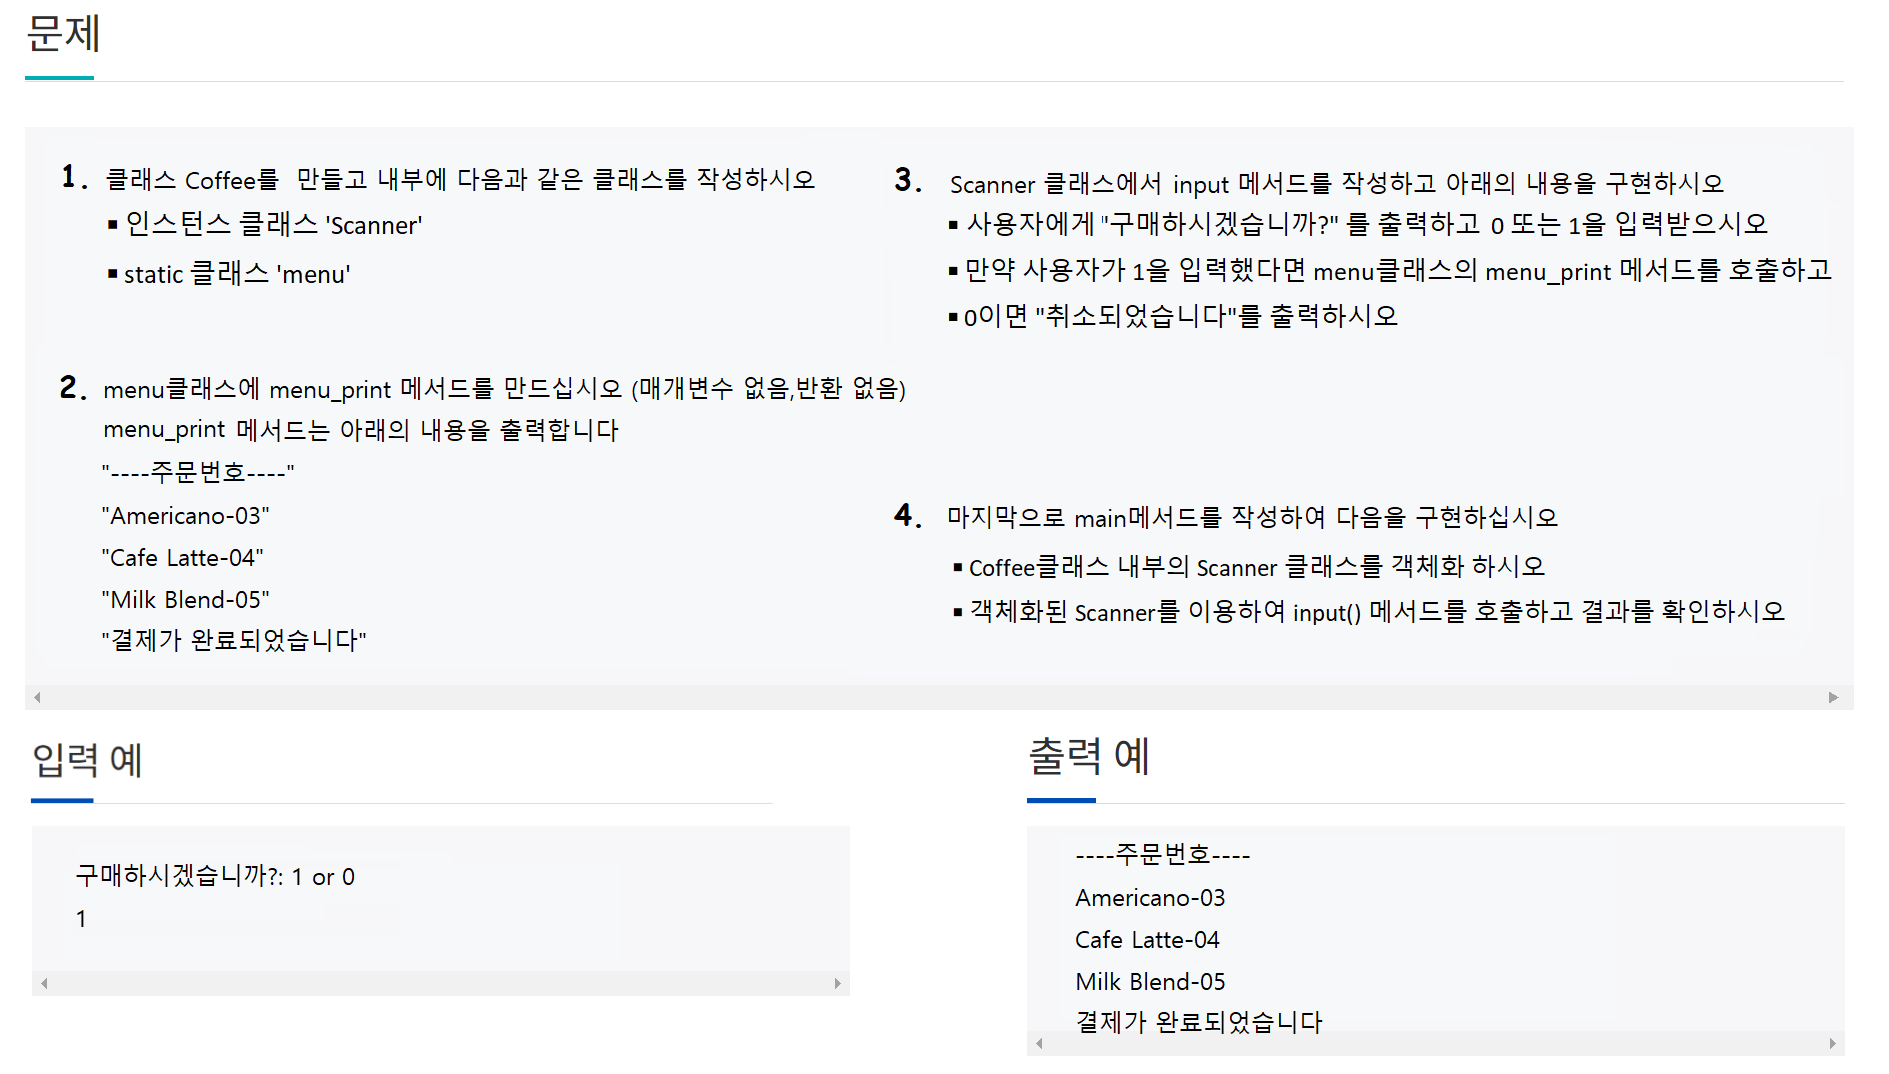 문제
1. 클래스 Coffee를 만들고 내부에 다음과 같은 클래스를 작성하시오
▪ 인스턴스 클래스 'Scanner'
▪ static 클래스 'menu'
2. menu클래스에 menu_print 메서드를 만드십시오 (매개변수 없음,반환 없음)
menu_print 메서드는 아래의 내용을 출력합니다
"----주문번호----"
"Americano-03"
"Cafe Latte-04"
"Milk Blend-05"
"결제가 완료되었습니다"
3. Scanner 클래스에서 input 메서드를 작성하고 아래의 내용을 구현하시오
▪ 사용자에게 "구매하시겠습니까?" 를 출력하고 0 또는 1을 입력받으시오
▪ 만약 사용자가 1을 입력했다면 menu클래스의 menu_print 메서드를 호출하고
▪ 0이면 "취소되었습니다"를 출력하시오
4. 마지막으로 main메서드를 작성하여 다음을 구현하십시오
▪ Coffee클래스 내부의 Scanner 클래스를 객체화 하시오
▪ 객체화된 Scanner를 이용하여 input() 메서드를 호출하고 결과를 확인하시오
입력 예
구매하시겠습니까?: 1 or 0
1
출력 예
----주문번호----
Americano-03
Cafe Latte-04
Milk Blend-05
결제가 완료되었습니다